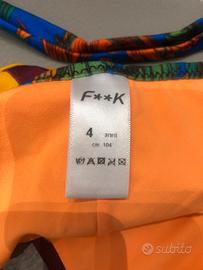 F**K
4 anni
cm. 104
subito